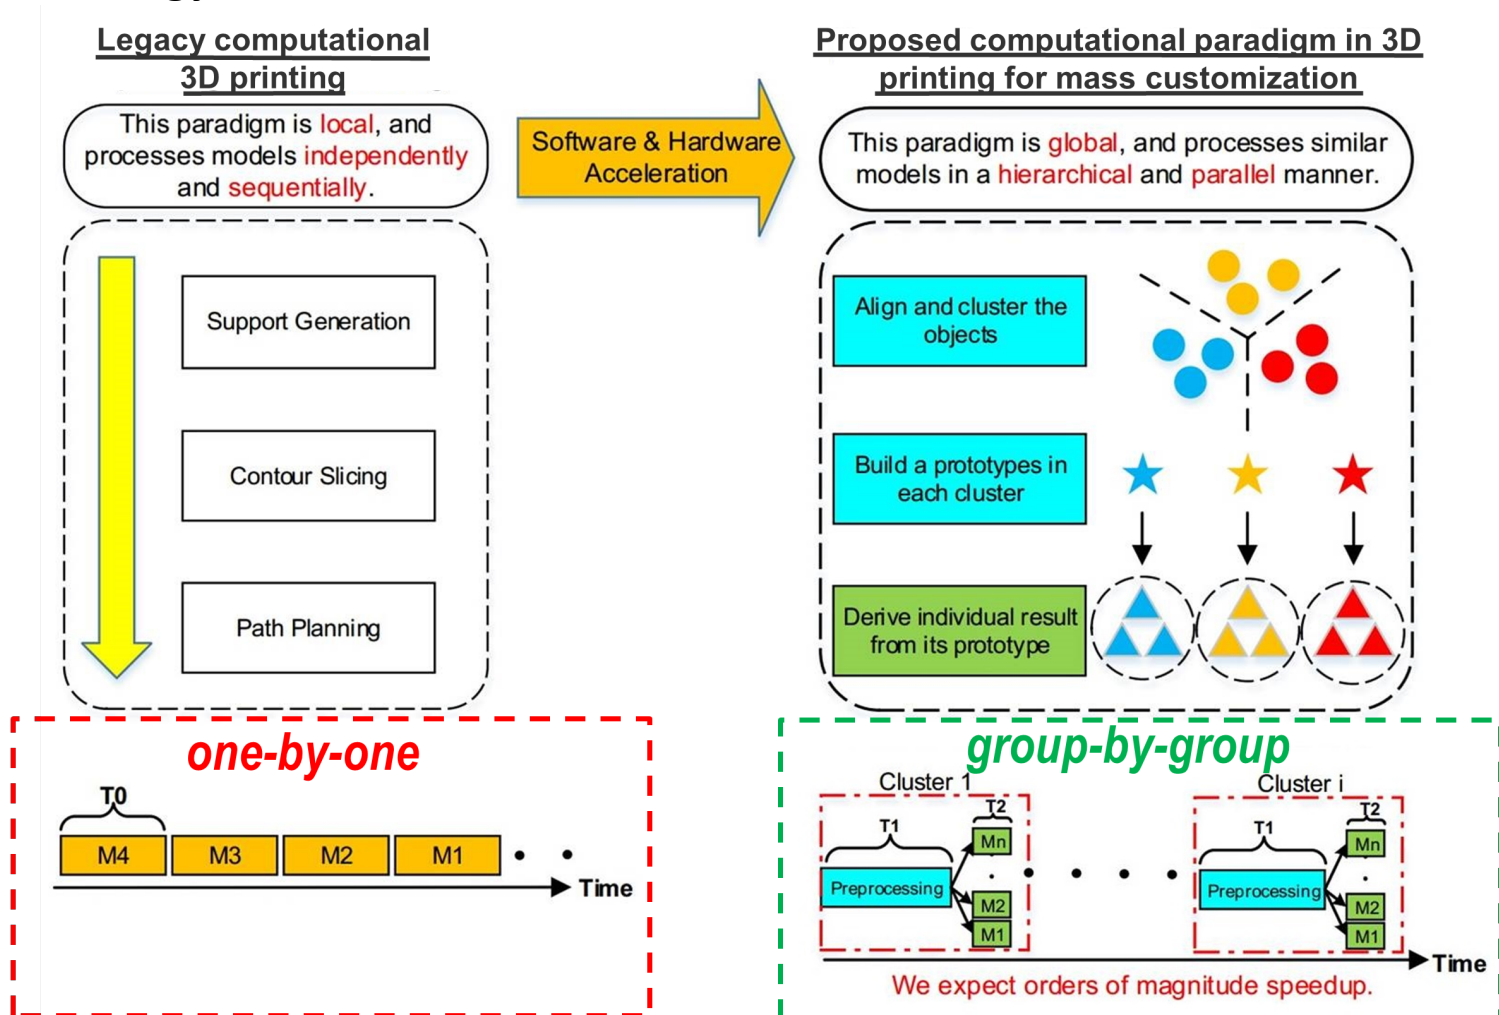 Legacy computational
3D printing
This paradigm is local, and
processes models independently
and sequentially.
Support Generation
Contour Slicing
Path Planning
Software & Hardware
Acceleration
Proposed computational paradigm in 3D
printing for mass customization
This paradigm is global, and processes similar
models in a hierarchical and parallel manner.
Align and cluster the
objects
Build a prototypes in
each cluster
Derive individual result
from its prototype
one-by-one
T0
M4
M3
M2
M1
Time
group-by-group
Cluster 1
T1
T2
Preprocessing
Mn
M2
M1
Cluster i
T1
T2
Preprocessing
Mn
M2
M1
Time
We expect orders of magnitude speedup.